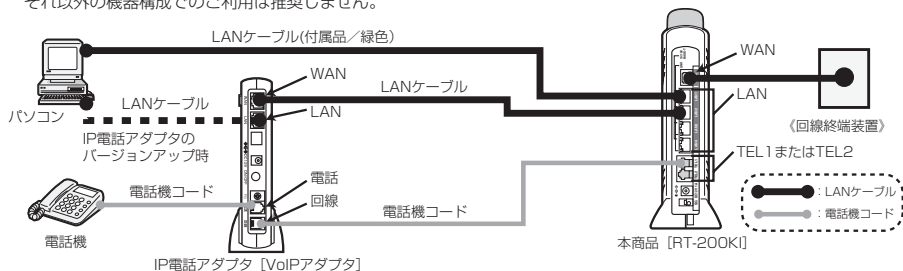 それ以外の機器構成でのご利用は推奨しません。
LANケーブル(付属品／緑色)
WAN
LANケーブル
WAN
LAN
パソコン
LANケーブル
LAN
IP電話アダプタの
バージョンアップ時
《回線終端装置》
TEL1またはTEL2
電話
回線
電話機コード
電話機コード
：LANケーブル
：電話機コード
電話機
本商品［RT-200KI］
IP電話アダプタ［VoIPアダプタ］